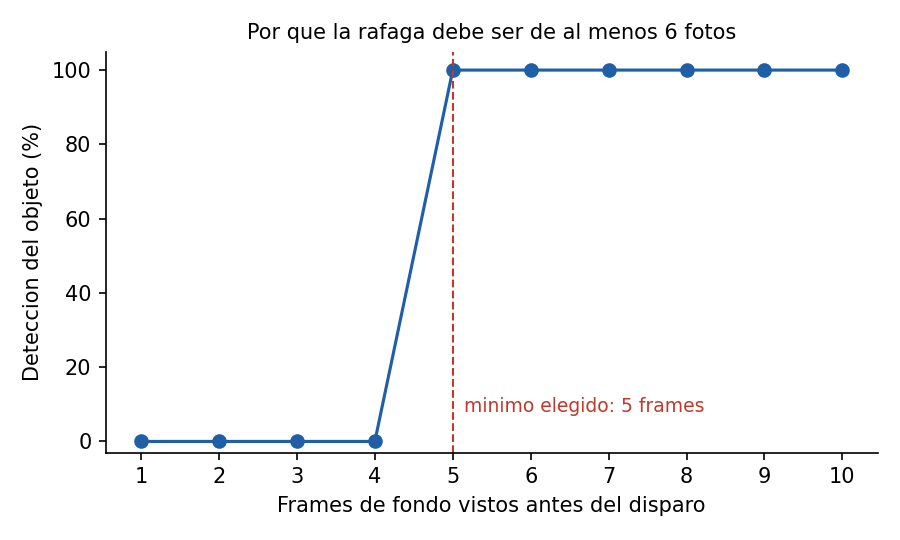 Por que la rafaga debe ser de al menos 6 fotos
Deteccion del objeto (%)
100
80
60
40
20
0
minimo elegido: 5 frames
1 2 3 4 5 6 7 8 9 10
Frames de fondo vistos antes del disparo